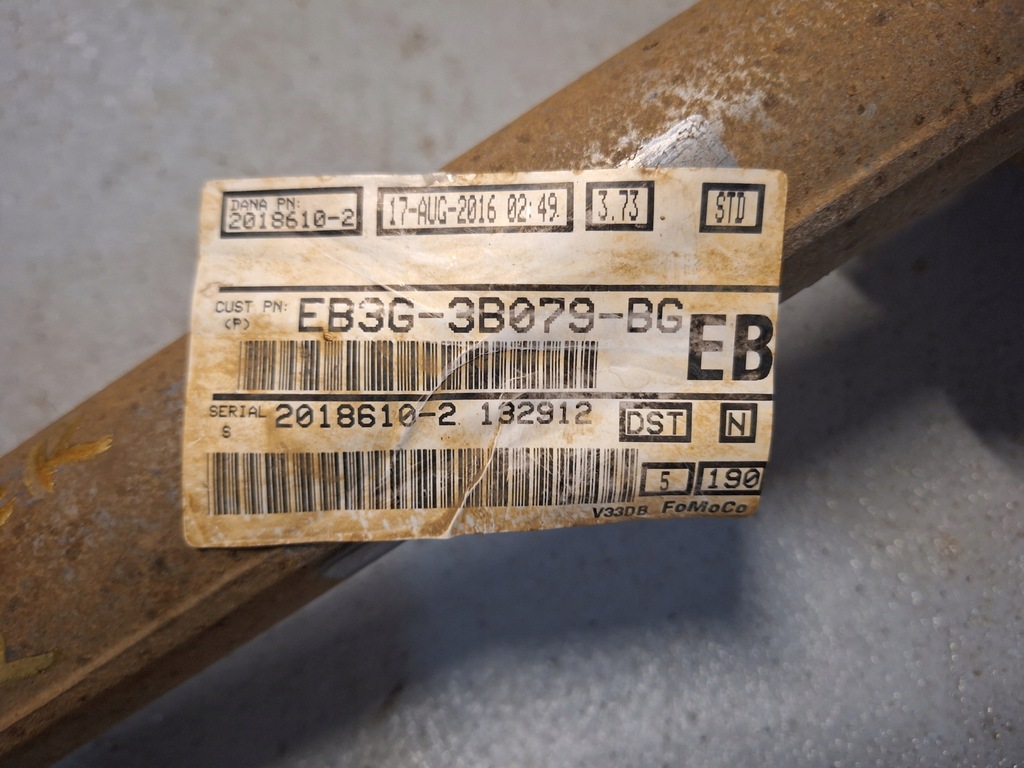 DANA PN:
2018610-2
17-AUG-2016 02:49
3.73
STD
CUST PN:
(P)
EB3G-3B079-BG
EB
SERIAL
S
2018610-2 132912
DST
N
5
190
V33DB FoMoCo